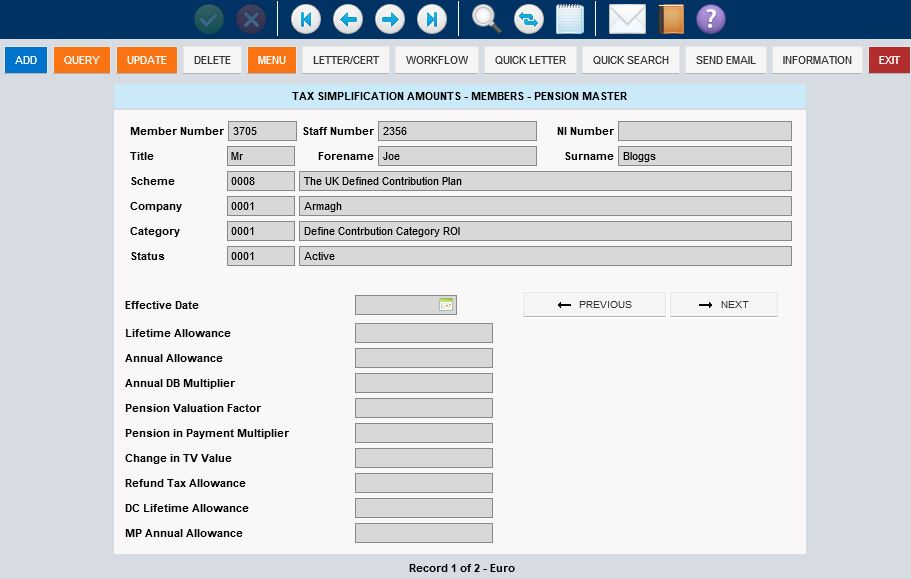 ?
ADD QUERY UPDATE DELETE MENU LETTER/CERT WORKFLOW QUICK LETTER QUICK SEARCH SEND EMAIL INFORMATION EXIT
TAX SIMPLIFICATION AMOUNTS - MEMBERS - PENSION MASTER
Member Number 3705 Staff Number 2356 NI Number
Title Mr Forename Joe Surname Bloggs
Scheme 0008 The UK Defined Contribution Plan
Company 0001 Armagh
Category 0001 Define Contrbution Category ROI
Status 0001 Active
Effective Date ← PREVIOUS → NEXT
Lifetime Allowance
Annual Allowance
Annual DB Multiplier
Pension Valuation Factor
Pension in Payment Multiplier
Change in TV Value
Refund Tax Allowance
DC Lifetime Allowance
MP Annual Allowance
Record 1 of 2 - Euro